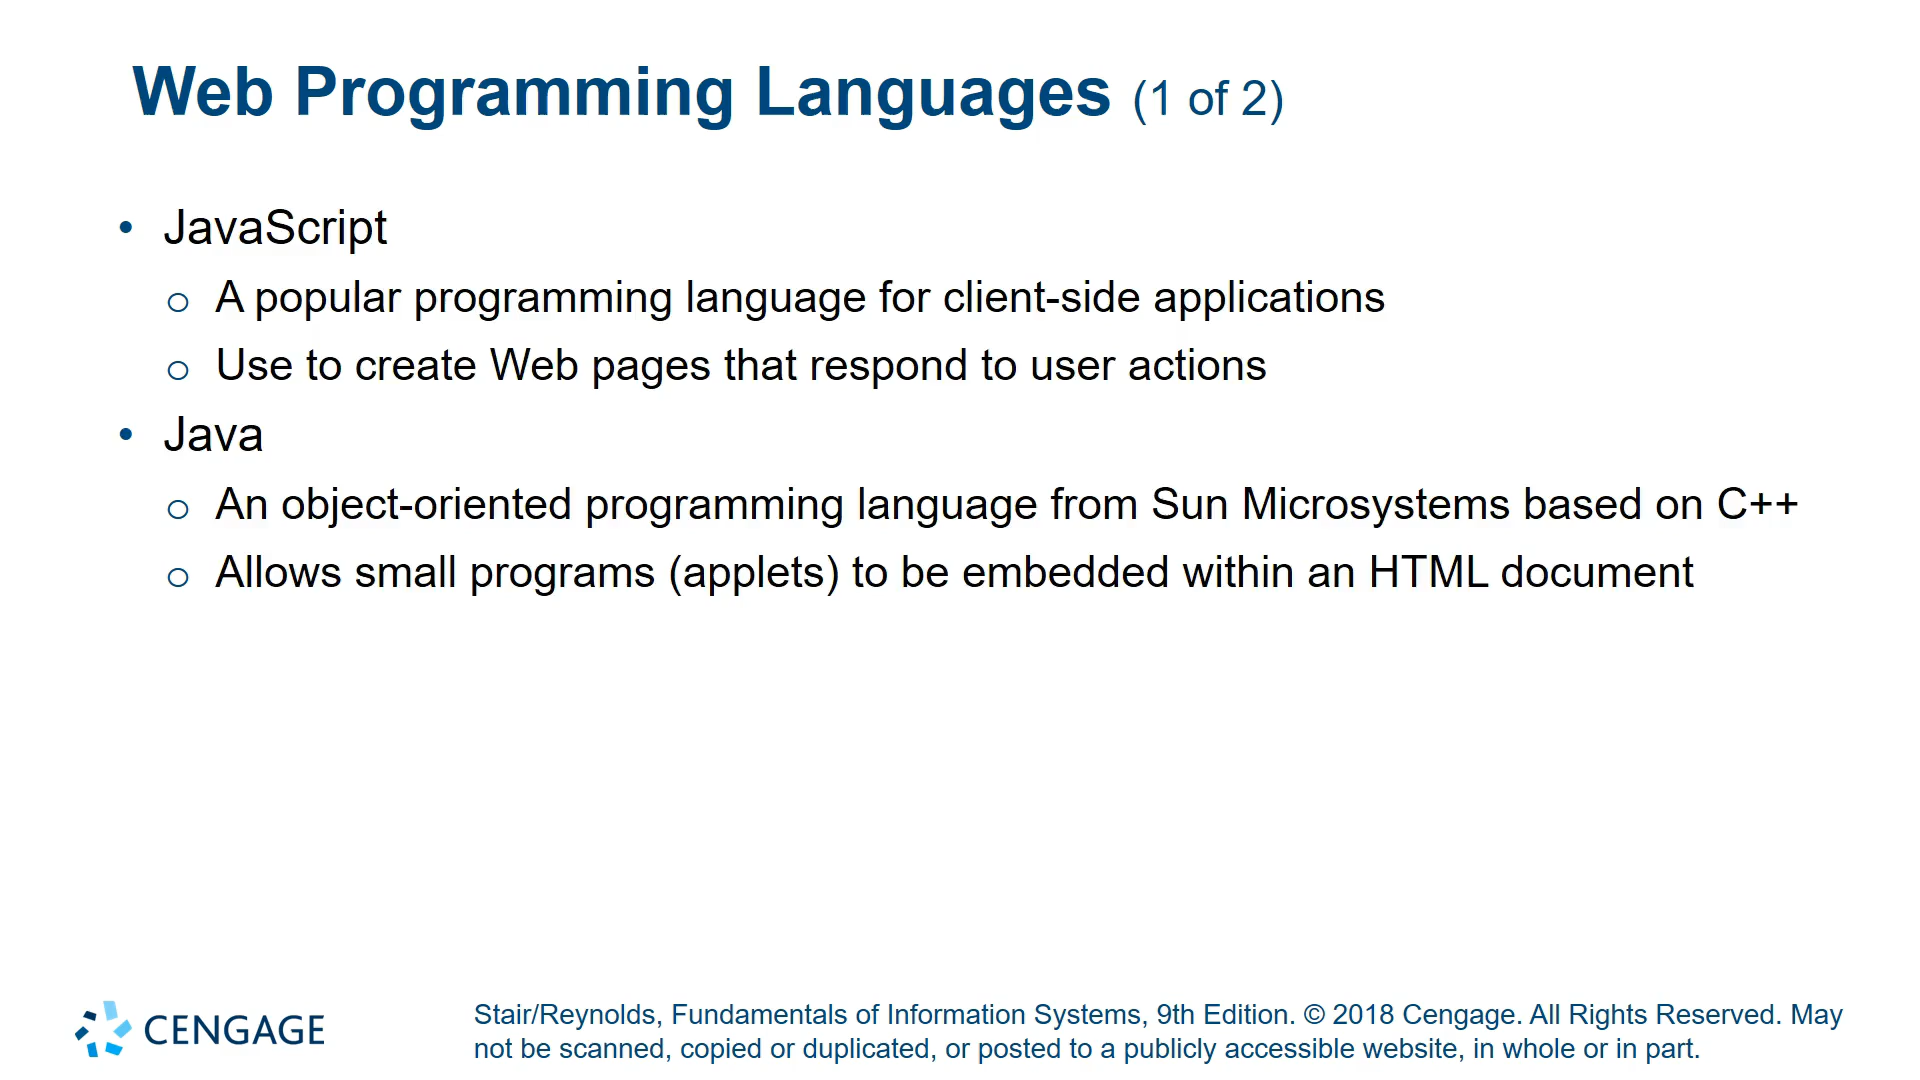 Web Programming Languages (1 of 2)
• JavaScript
o A popular programming language for client-side applications
o Use to create Web pages that respond to user actions
• Java
o An object-oriented programming language from Sun Microsystems based on C++
o Allows small programs (applets) to be embedded within an HTML document
CENGAGE
Stair/Reynolds, Fundamentals of Information Systems, 9th Edition. © 2018 Cengage. All Rights Reserved. May
not be scanned, copied or duplicated, or posted to a publicly accessible website, in whole or in part.